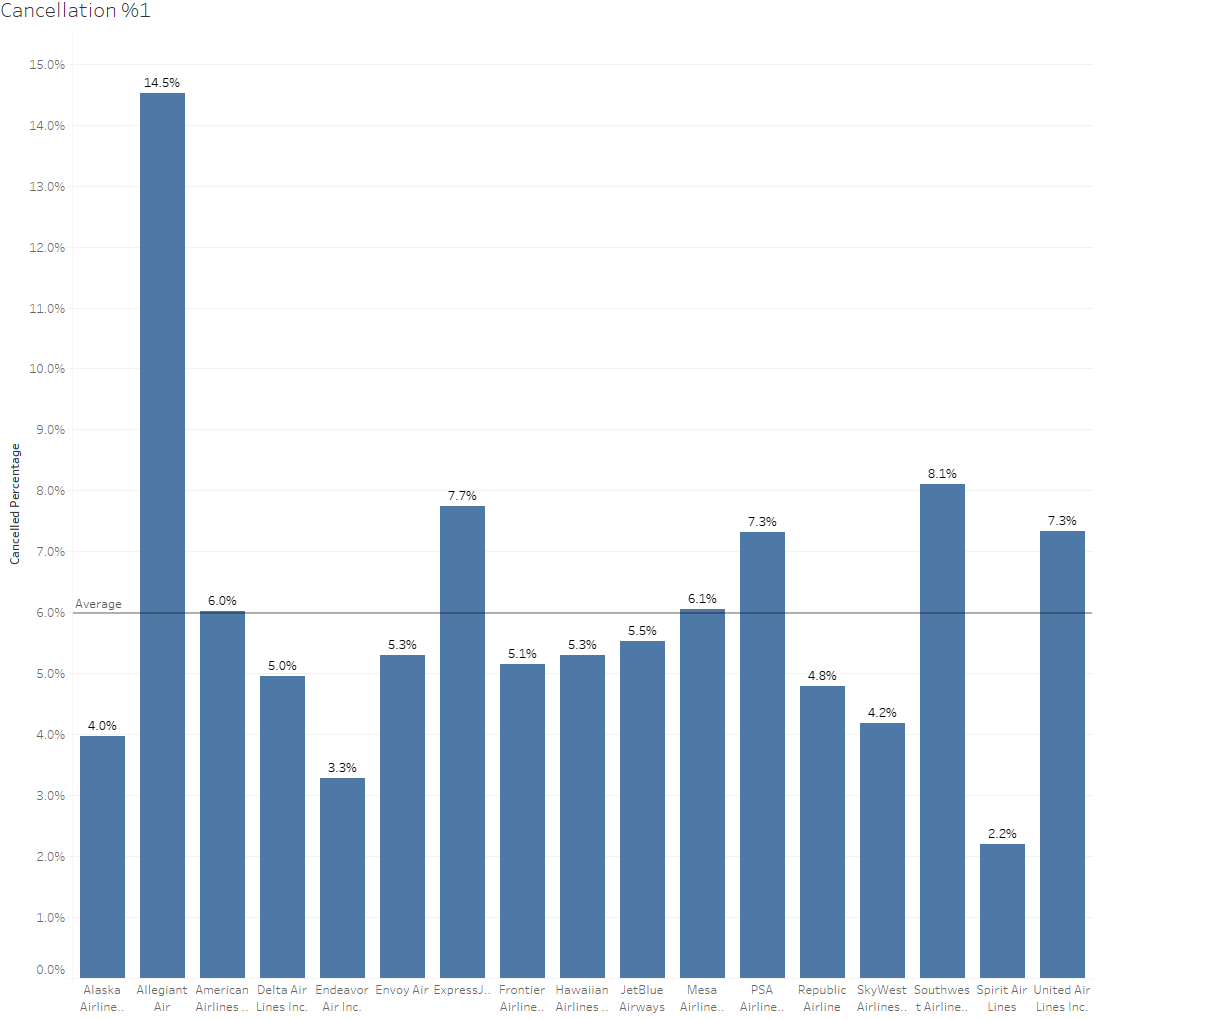 Cancellation %1
15.0%
14.0%
13.0%
12.0%
11.0%
10.0%
9.0%
8.0%
7.0%
6.0%
5.0%
4.0%
3.0%
2.0%
1.0%
0.0%
Cancelled Percentage
Average
4.0%
14.5%
6.0%
5.0%
3.3%
5.3%
7.7%
5.1%
5.3%
5.5%
6.1%
7.3%
4.8%
4.2%
8.1%
2.2%
7.3%
Alaska
Airline..
Allegiant
Air
American
Airlines ..
Delta Air
Lines Inc.
Endeavor
Air Inc.
Envoy Air
ExpressJ..
Frontier
Airline..
Hawaiian
Airlines ..
JetBlue
Airways
Mesa
Airline..
PSA
Airline..
Republic
Airline
SkyWest
Airlines..
Southwes
t Airline..
Spirit Air
Lines
United Air
Lines Inc.